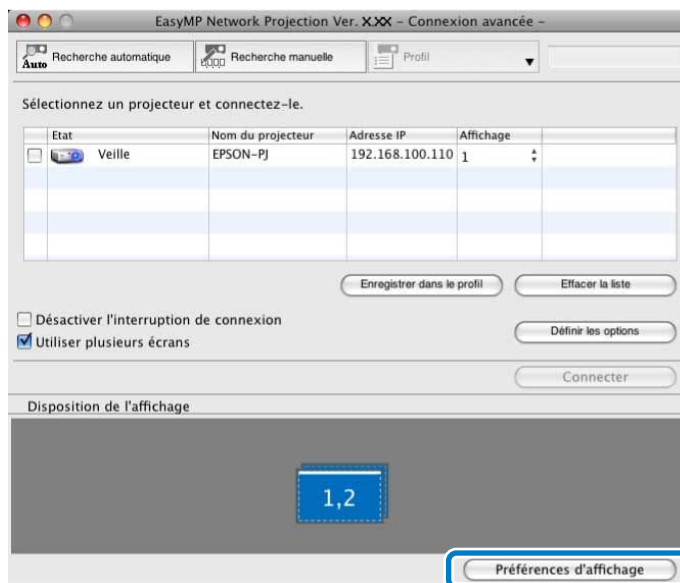 EasyMP Network Projection Ver. X.XX – Connexion avancée –
Auto Recherche automatique Recherche manuelle Profil
Sélectionnez un projecteur et connectez-le.
Etat Nom du projecteur Adresse IP Affichage
Veille EPSON-PJ 192.168.100.110 1
Enregistrer dans le profil Effacer la liste
Désactiver l'interruption de connexion
Définir les options
Utiliser plusieurs écrans
Connecter
Disposition de l'affichage
1,2
Préférences d'affichage